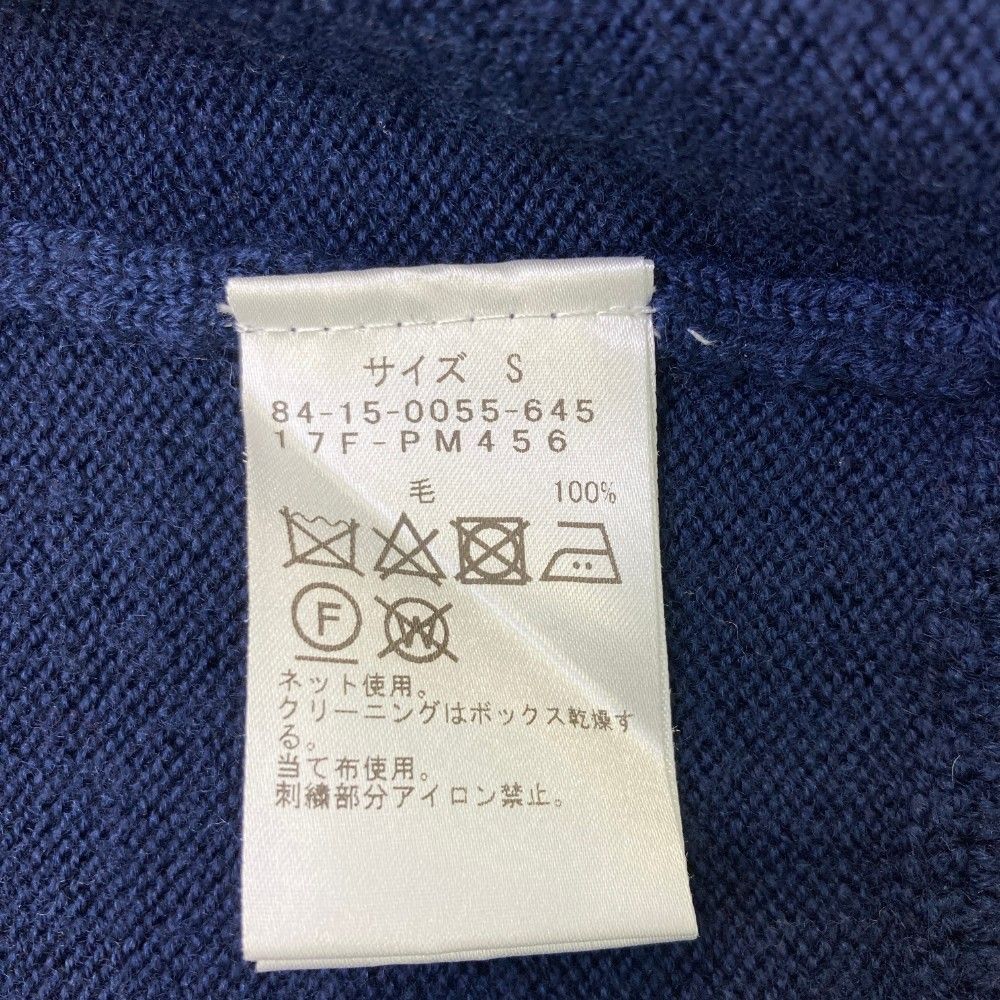 サイズ S
84-15-0055-645
17F-PM456
毛 100%
F W
ネット使用。
クリーニングはボックス乾燥す
る。
当て布使用。
刺繍部分アイロン禁止。